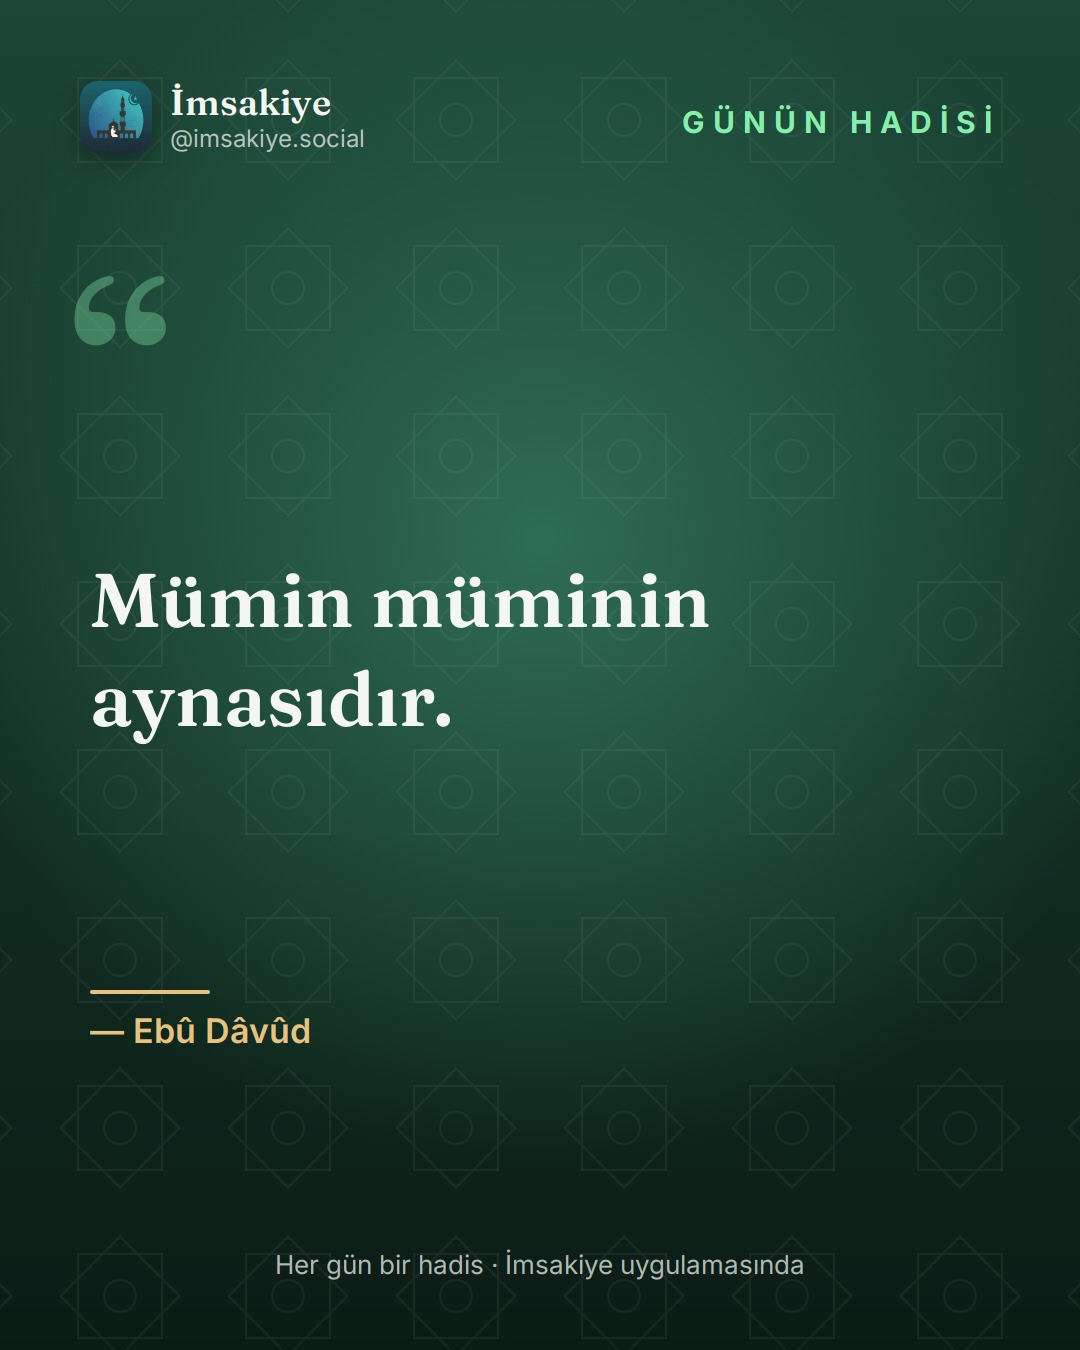 İmsakiye
@imsakiye.social
GÜNÜN HADİSİ
“
Mümin müminin
aynasıdır.
— Ebû Dâvûd
Her gün bir hadis · İmsakiye uygulamasında